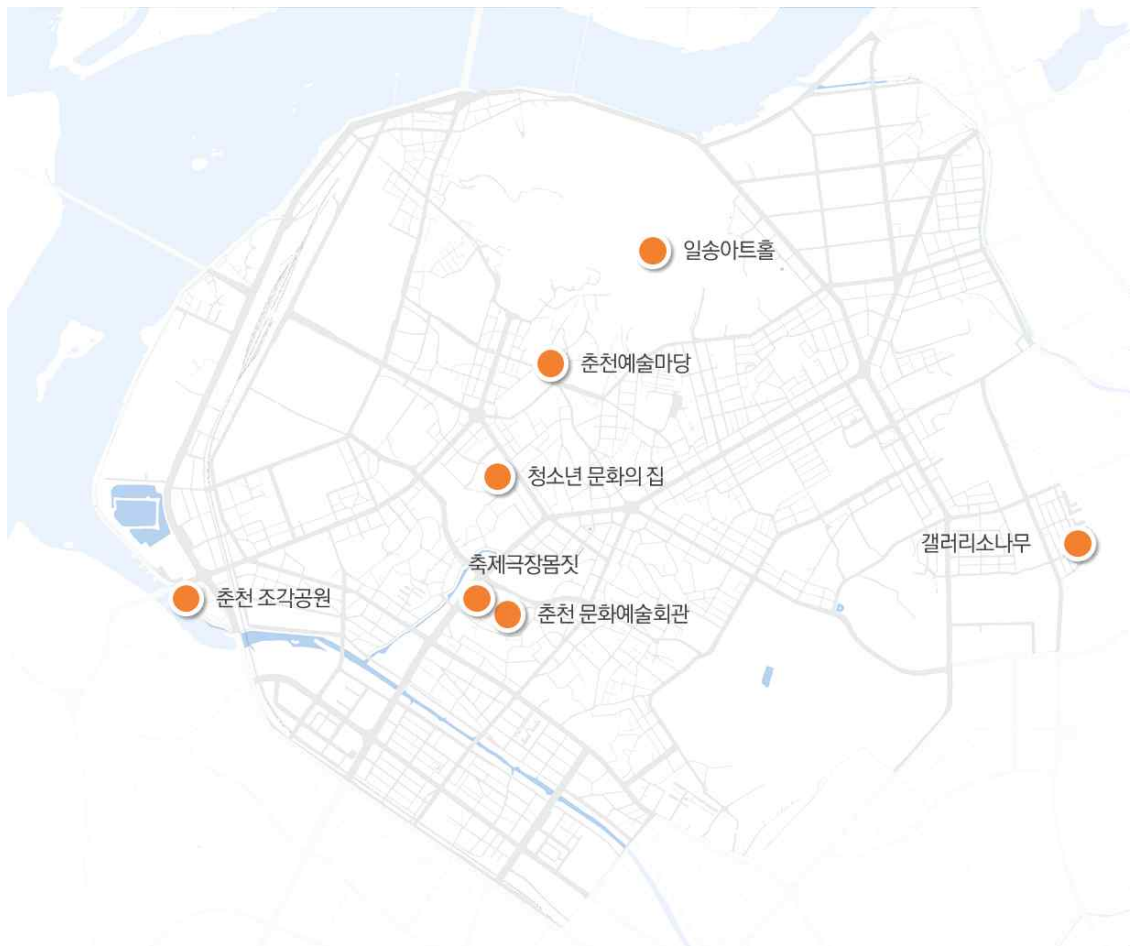 일송아트홀
춘천예술마당
청소년 문화의 집
갤러리소나무
축제극장몸짓
춘천 조각공원
춘천 문화예술회관